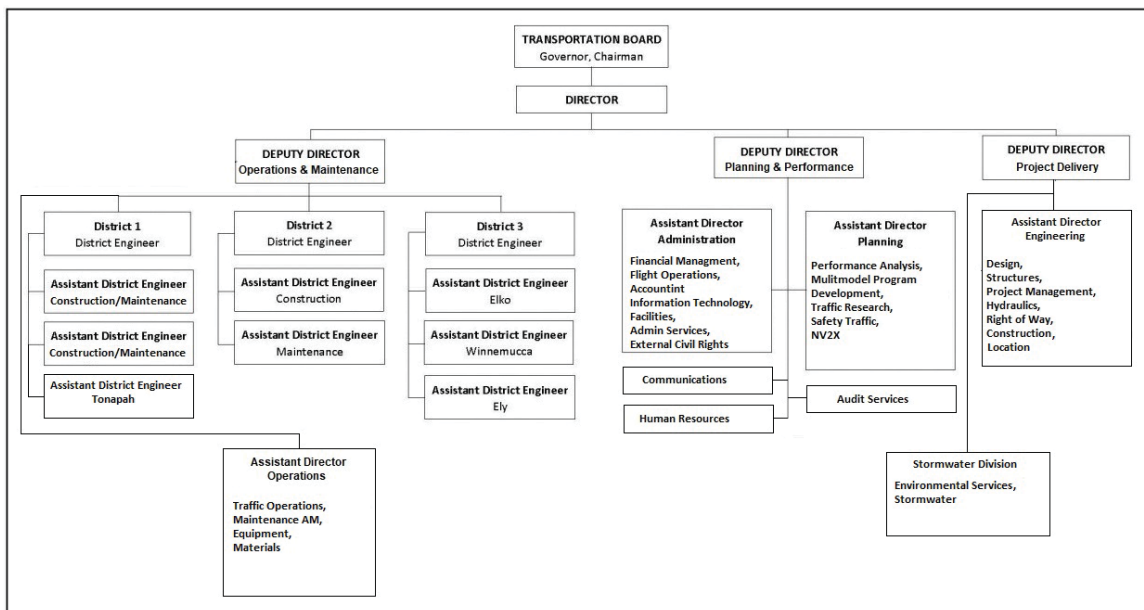 TRANSPORTATION BOARD
Governor, Chairman
DIRECTOR
DEPUTY DIRECTOR
Operations & Maintenance
DEPUTY DIRECTOR
Planning & Performance
DEPUTY DIRECTOR
Project Delivery
District 1
District Engineer
Assistant District Engineer
Construction/Maintenance
Assistant District Engineer
Construction/Maintenance
Assistant District Engineer
Tonapah
District 2
District Engineer
Assistant District Engineer
Construction
Assistant District Engineer
Maintenance
District 3
District Engineer
Assistant District Engineer
Elko
Assistant District Engineer
Winnemucca
Assistant District Engineer
Ely
Assistant Director
Operations
Traffic Operations,
Maintenance AM,
Equipment,
Materials
Assistant Director
Administration
Financial Managment,
Flight Operations,
Accountint
Information Technology,
Facilities,
Admin Services,
External Civil Rights
Assistant Director
Planning
Performance Analysis,
Mulitmodel Program
Development,
Traffic Research,
Safety Traffic,
NV2X
Communications
Human Resources
Audit Services
Assistant Director
Engineering
Design,
Structures,
Project Management,
Hydraulics,
Right of Way,
Construction,
Location
Stormwater Division
Environmental Services,
Stormwater